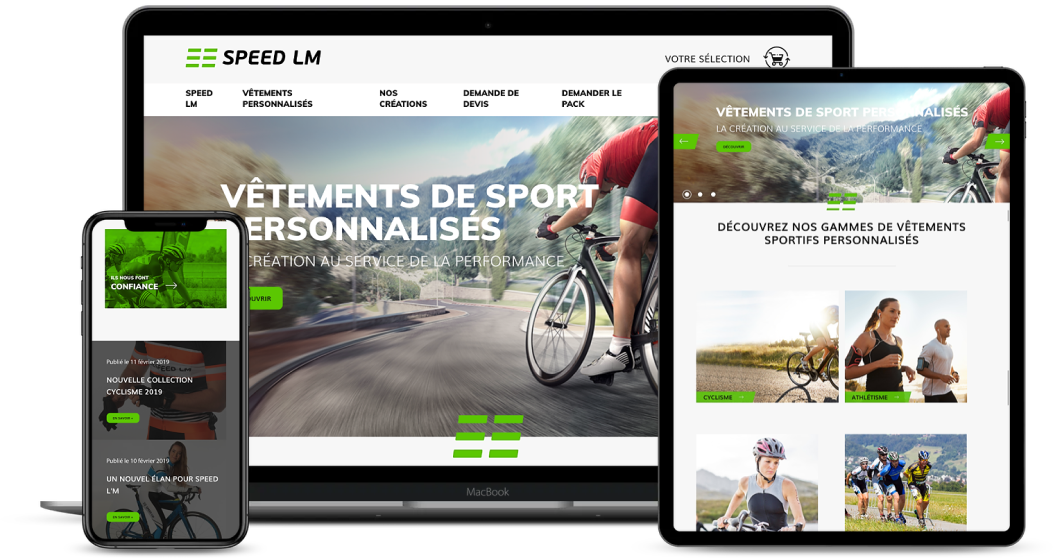 SPEED LM
VOTRE SÉLECTION
SPEED
LM
VÊTEMENTS
PERSONNALISÉS
NOS
CRÉATIONS
DEMANDE DE
DEVIS
DEMANDER LE
PACK
VÊTEMENTS DE SPORT
PERSONNALISÉS
CRÉATION AU SERVICE DE LA PERFORMANCE
OUVRIR
MacBook
ILS NOUS FONT
CONFIANCE
Publié le 11 février 2019
NOUVELLE COLLECTION
CYCLISME 2019
EN SAVOIR +
Publié le 10 février 2019
UN NOUVEL ÉLAN POUR SPEED
L'M
EN SAVOIR +
VÊTEMENTS DE SPORT PERSONNALISÉS
LA CRÉATION AU SERVICE DE LA PERFORMANCE
DÉCOUVRIR
DÉCOUVREZ NOS GAMMES DE VÊTEMENTS
SPORTIFS PERSONNALISÉS
CYCLISME
ATHLÉTISME